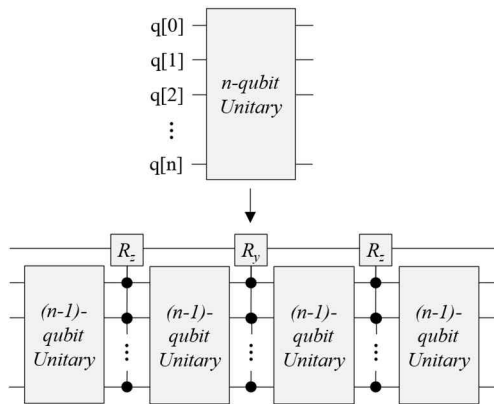 q[0]
q[1]
q[2]
⋮
q[n]
n-qubit
Unitary
R_z
R_y
R_z
(n-1)-
qubit
Unitary
⋮
(n-1)-
qubit
Unitary
⋮
(n-1)-
qubit
Unitary
⋮
(n-1)-
qubit
Unitary